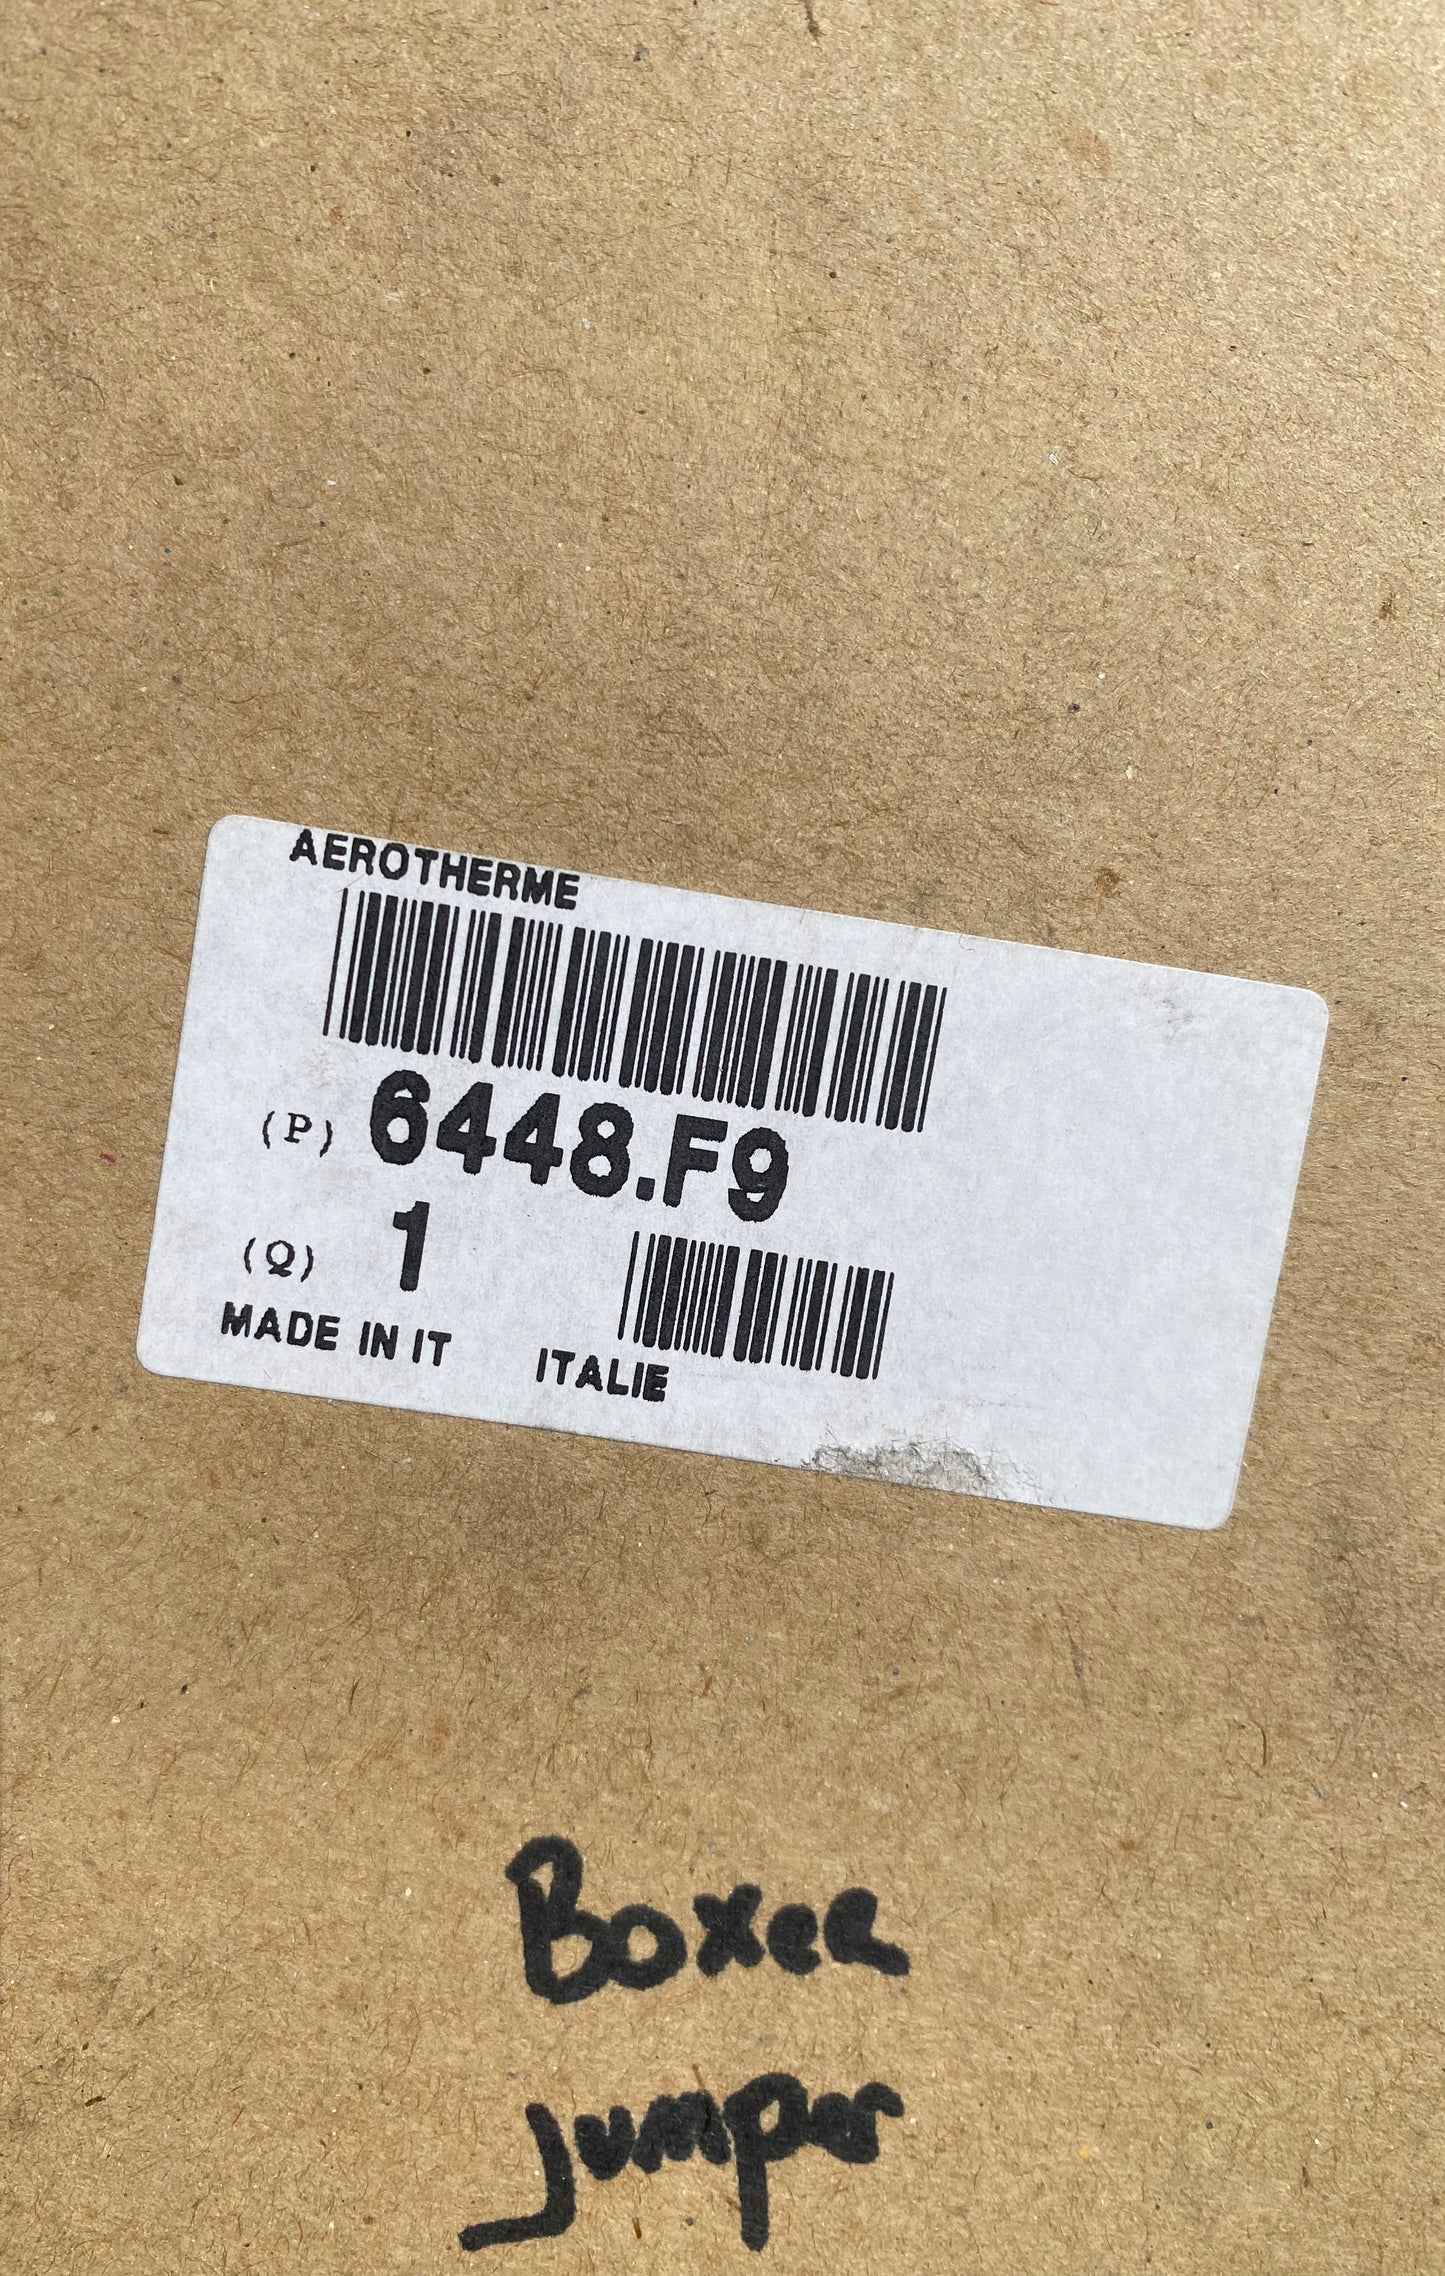 AEROTHERME
(P) 6448.F9
(Q) 1
MADE IN IT ITALIE
Boxer
jumper